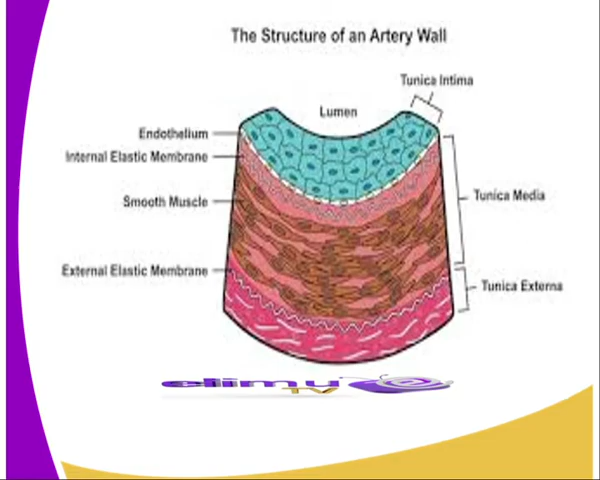 The Structure of an Artery Wall
Tunica Intima
Lumen
Endothelium
Internal Elastic Membrane
Tunica Media
Smooth Muscle
External Elastic Membrane
Tunica Externa
elimu
TV